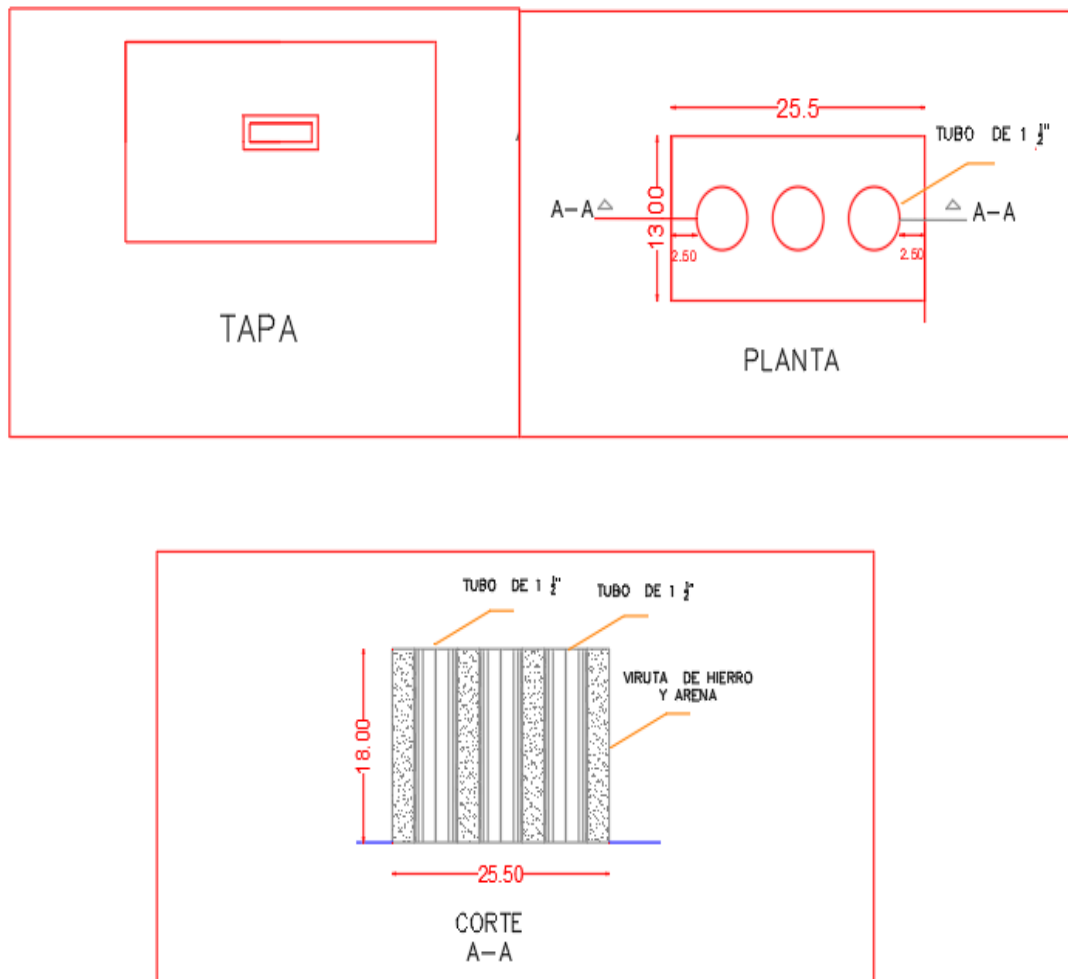 TAPA
25.5
TUBO DE 1 ½"
A-A
13.00
A-A
2.50
2.50
PLANTA
TUBO DE 1 ½"
TUBO DE 1 ½"
VIRUTA DE HIERRO
Y ARENA
18.00
25.50
CORTE
A-A